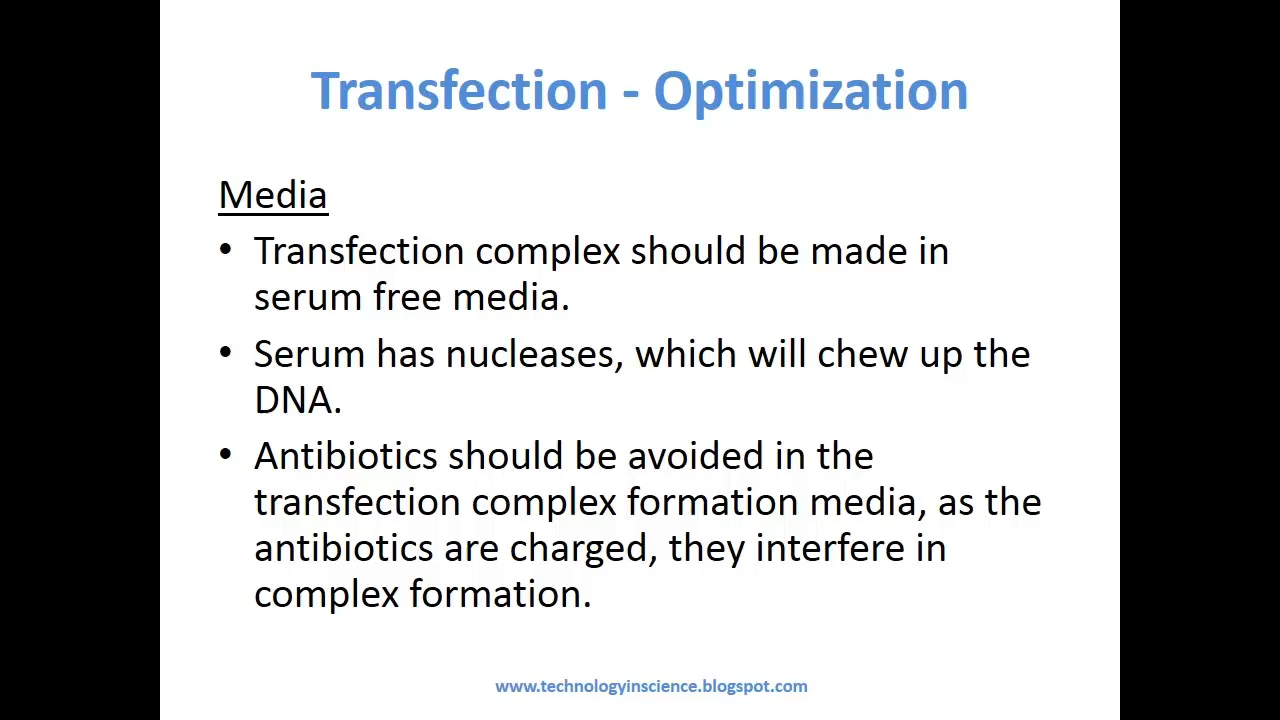 Transfection - Optimization
Media
• Transfection complex should be made in
serum free media.
• Serum has nucleases, which will chew up the
DNA.
• Antibiotics should be avoided in the
transfection complex formation media, as the
antibiotics are charged, they interfere in
complex formation.
www.technologyinscience.blogspot.com